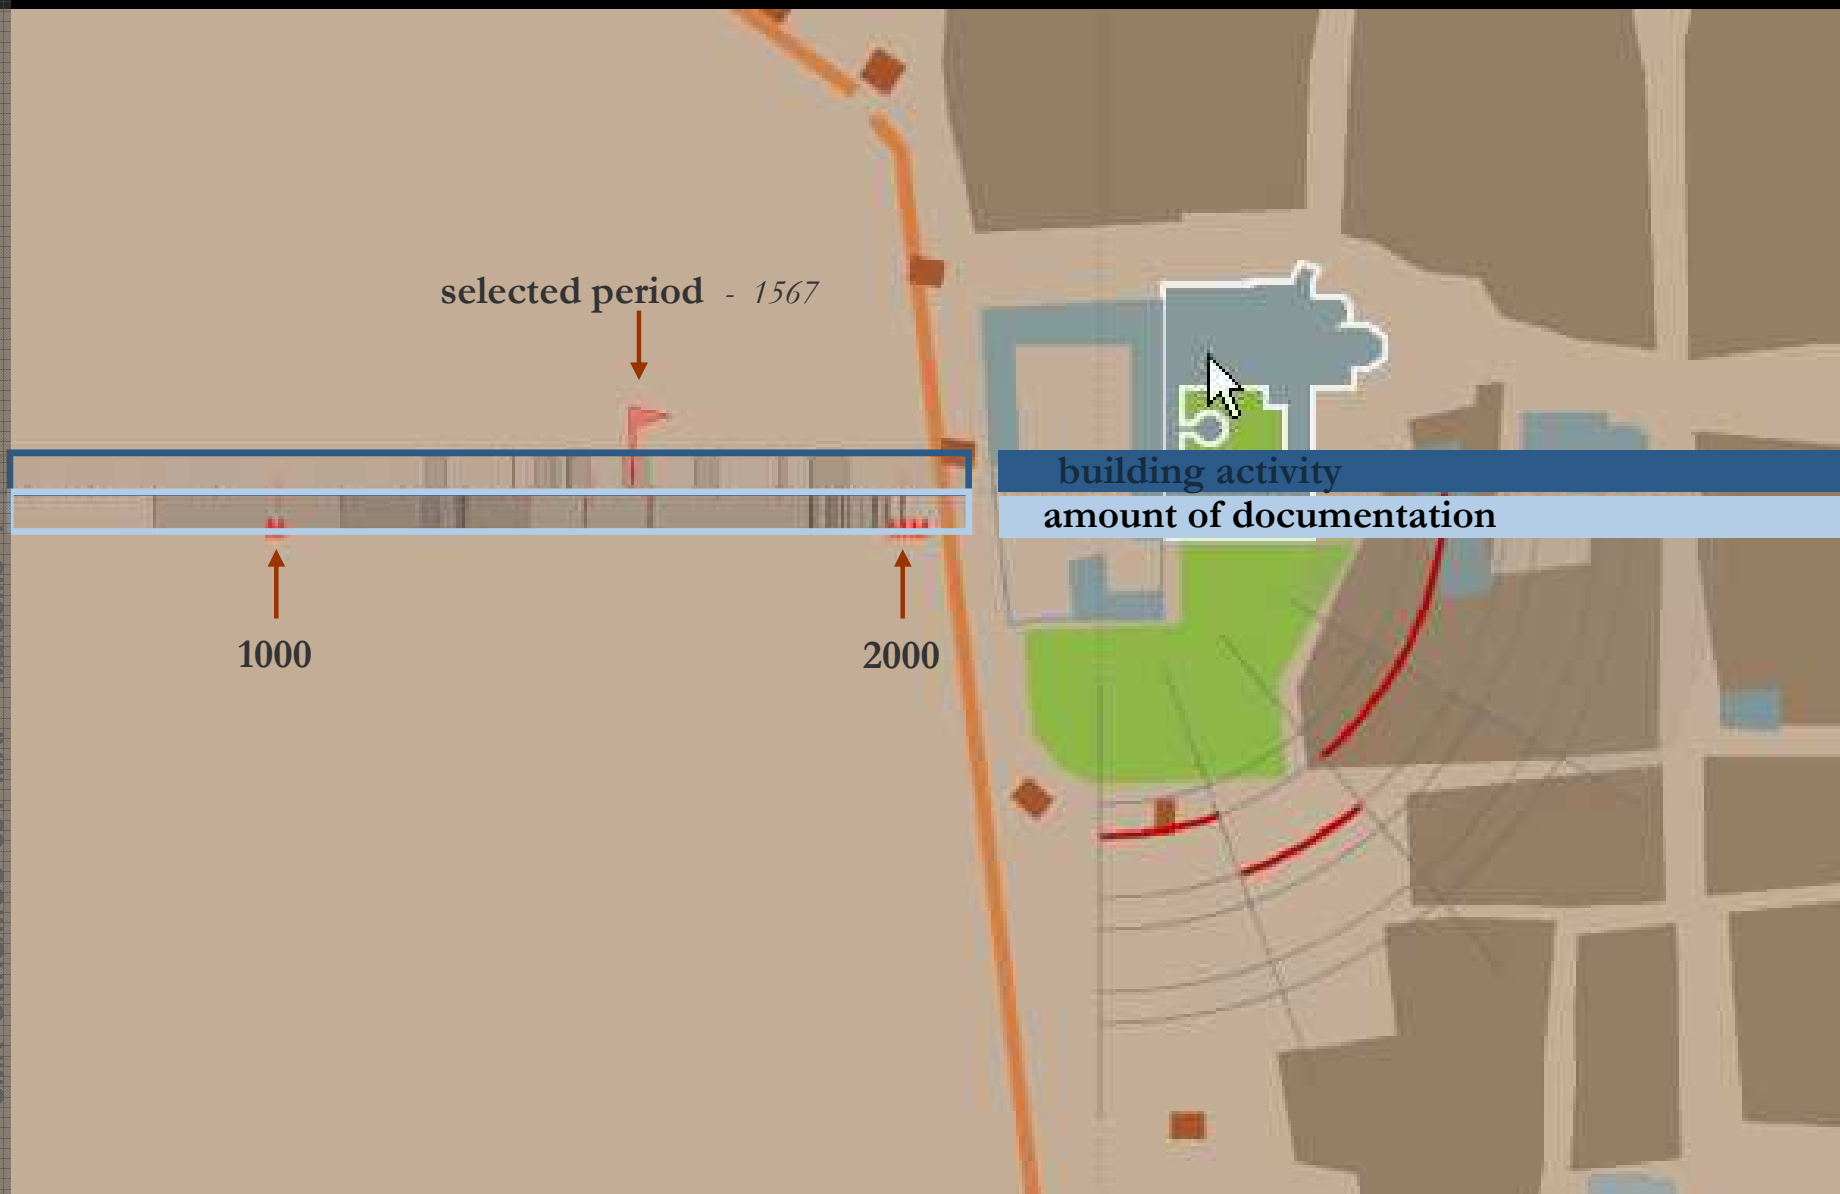 selected period - 1567
building activity
amount of documentation
1000
2000